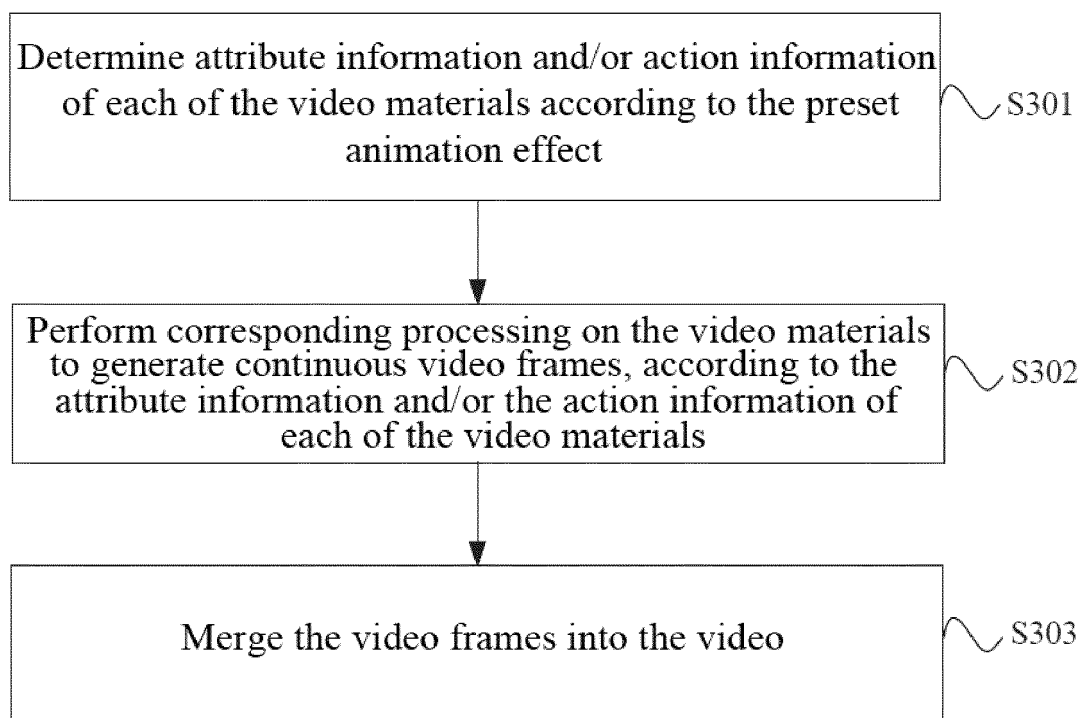 Determine attribute information and/or action information
of each of the video materials according to the preset
animation effect
S301
Perform corresponding processing on the video materials
to generate continuous video frames, according to the
attribute information and/or the action information of
each of the video materials
S302
Merge the video frames into the video
S303